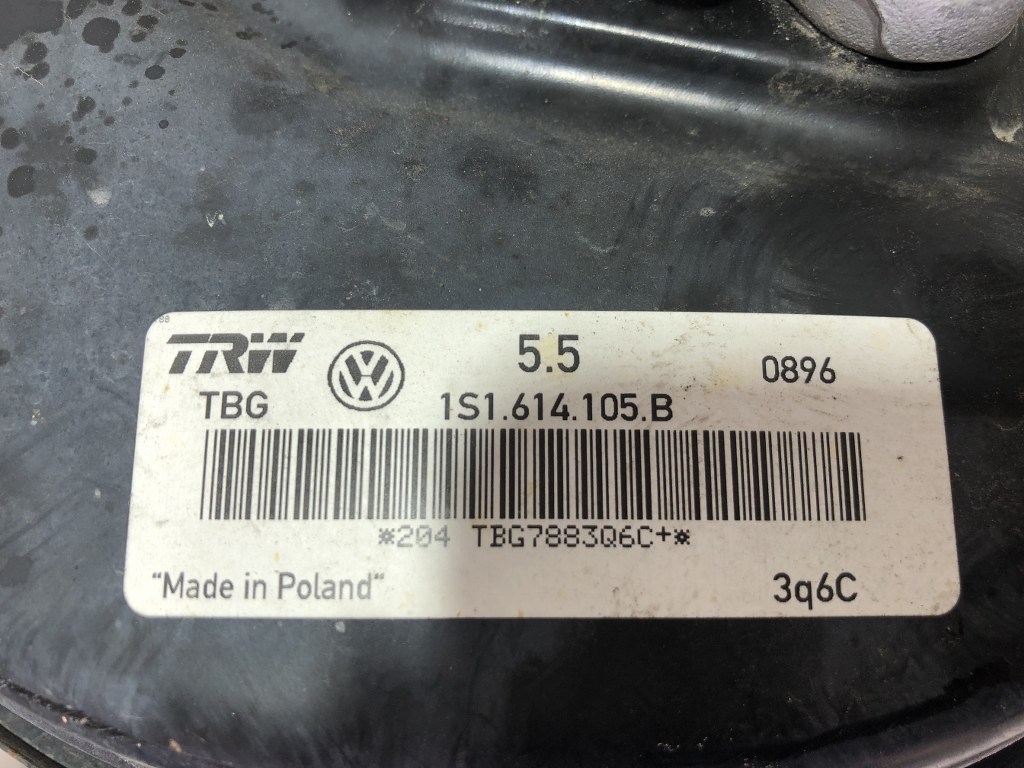 TRW
5.5
0896
TBG
1S1.614.105.B
*204 TBG7883Q6C+*
"Made in Poland"
3q6C